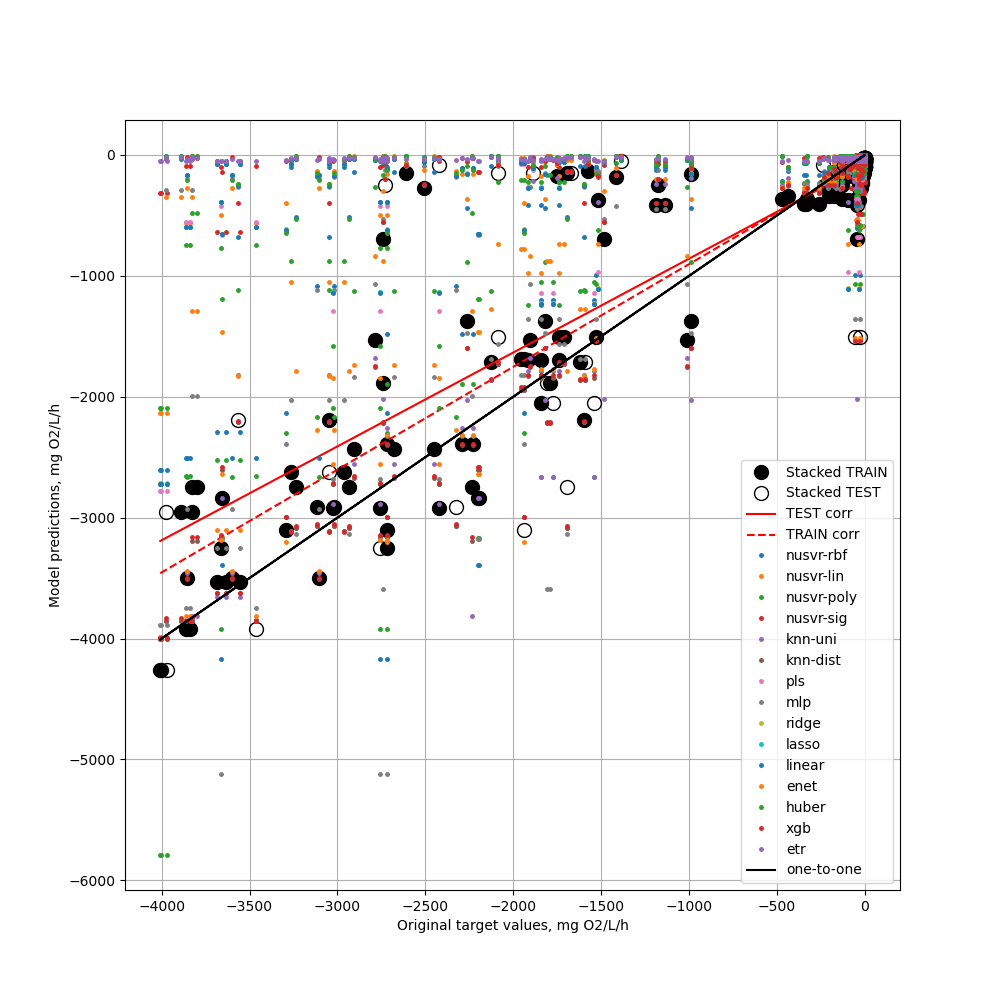 0
−1000
−2000
−3000
−4000
−5000
−6000
Model predictions, mg O2/L/h
−4000 −3500 −3000 −2500 −2000 −1500 −1000 −500 0
Original target values, mg O2/L/h
Stacked TRAIN
Stacked TEST
TEST corr
TRAIN corr
nusvr-rbf
nusvr-lin
nusvr-poly
nusvr-sig
knn-uni
knn-dist
pls
mlp
ridge
lasso
linear
enet
huber
xgb
etr
one-to-one